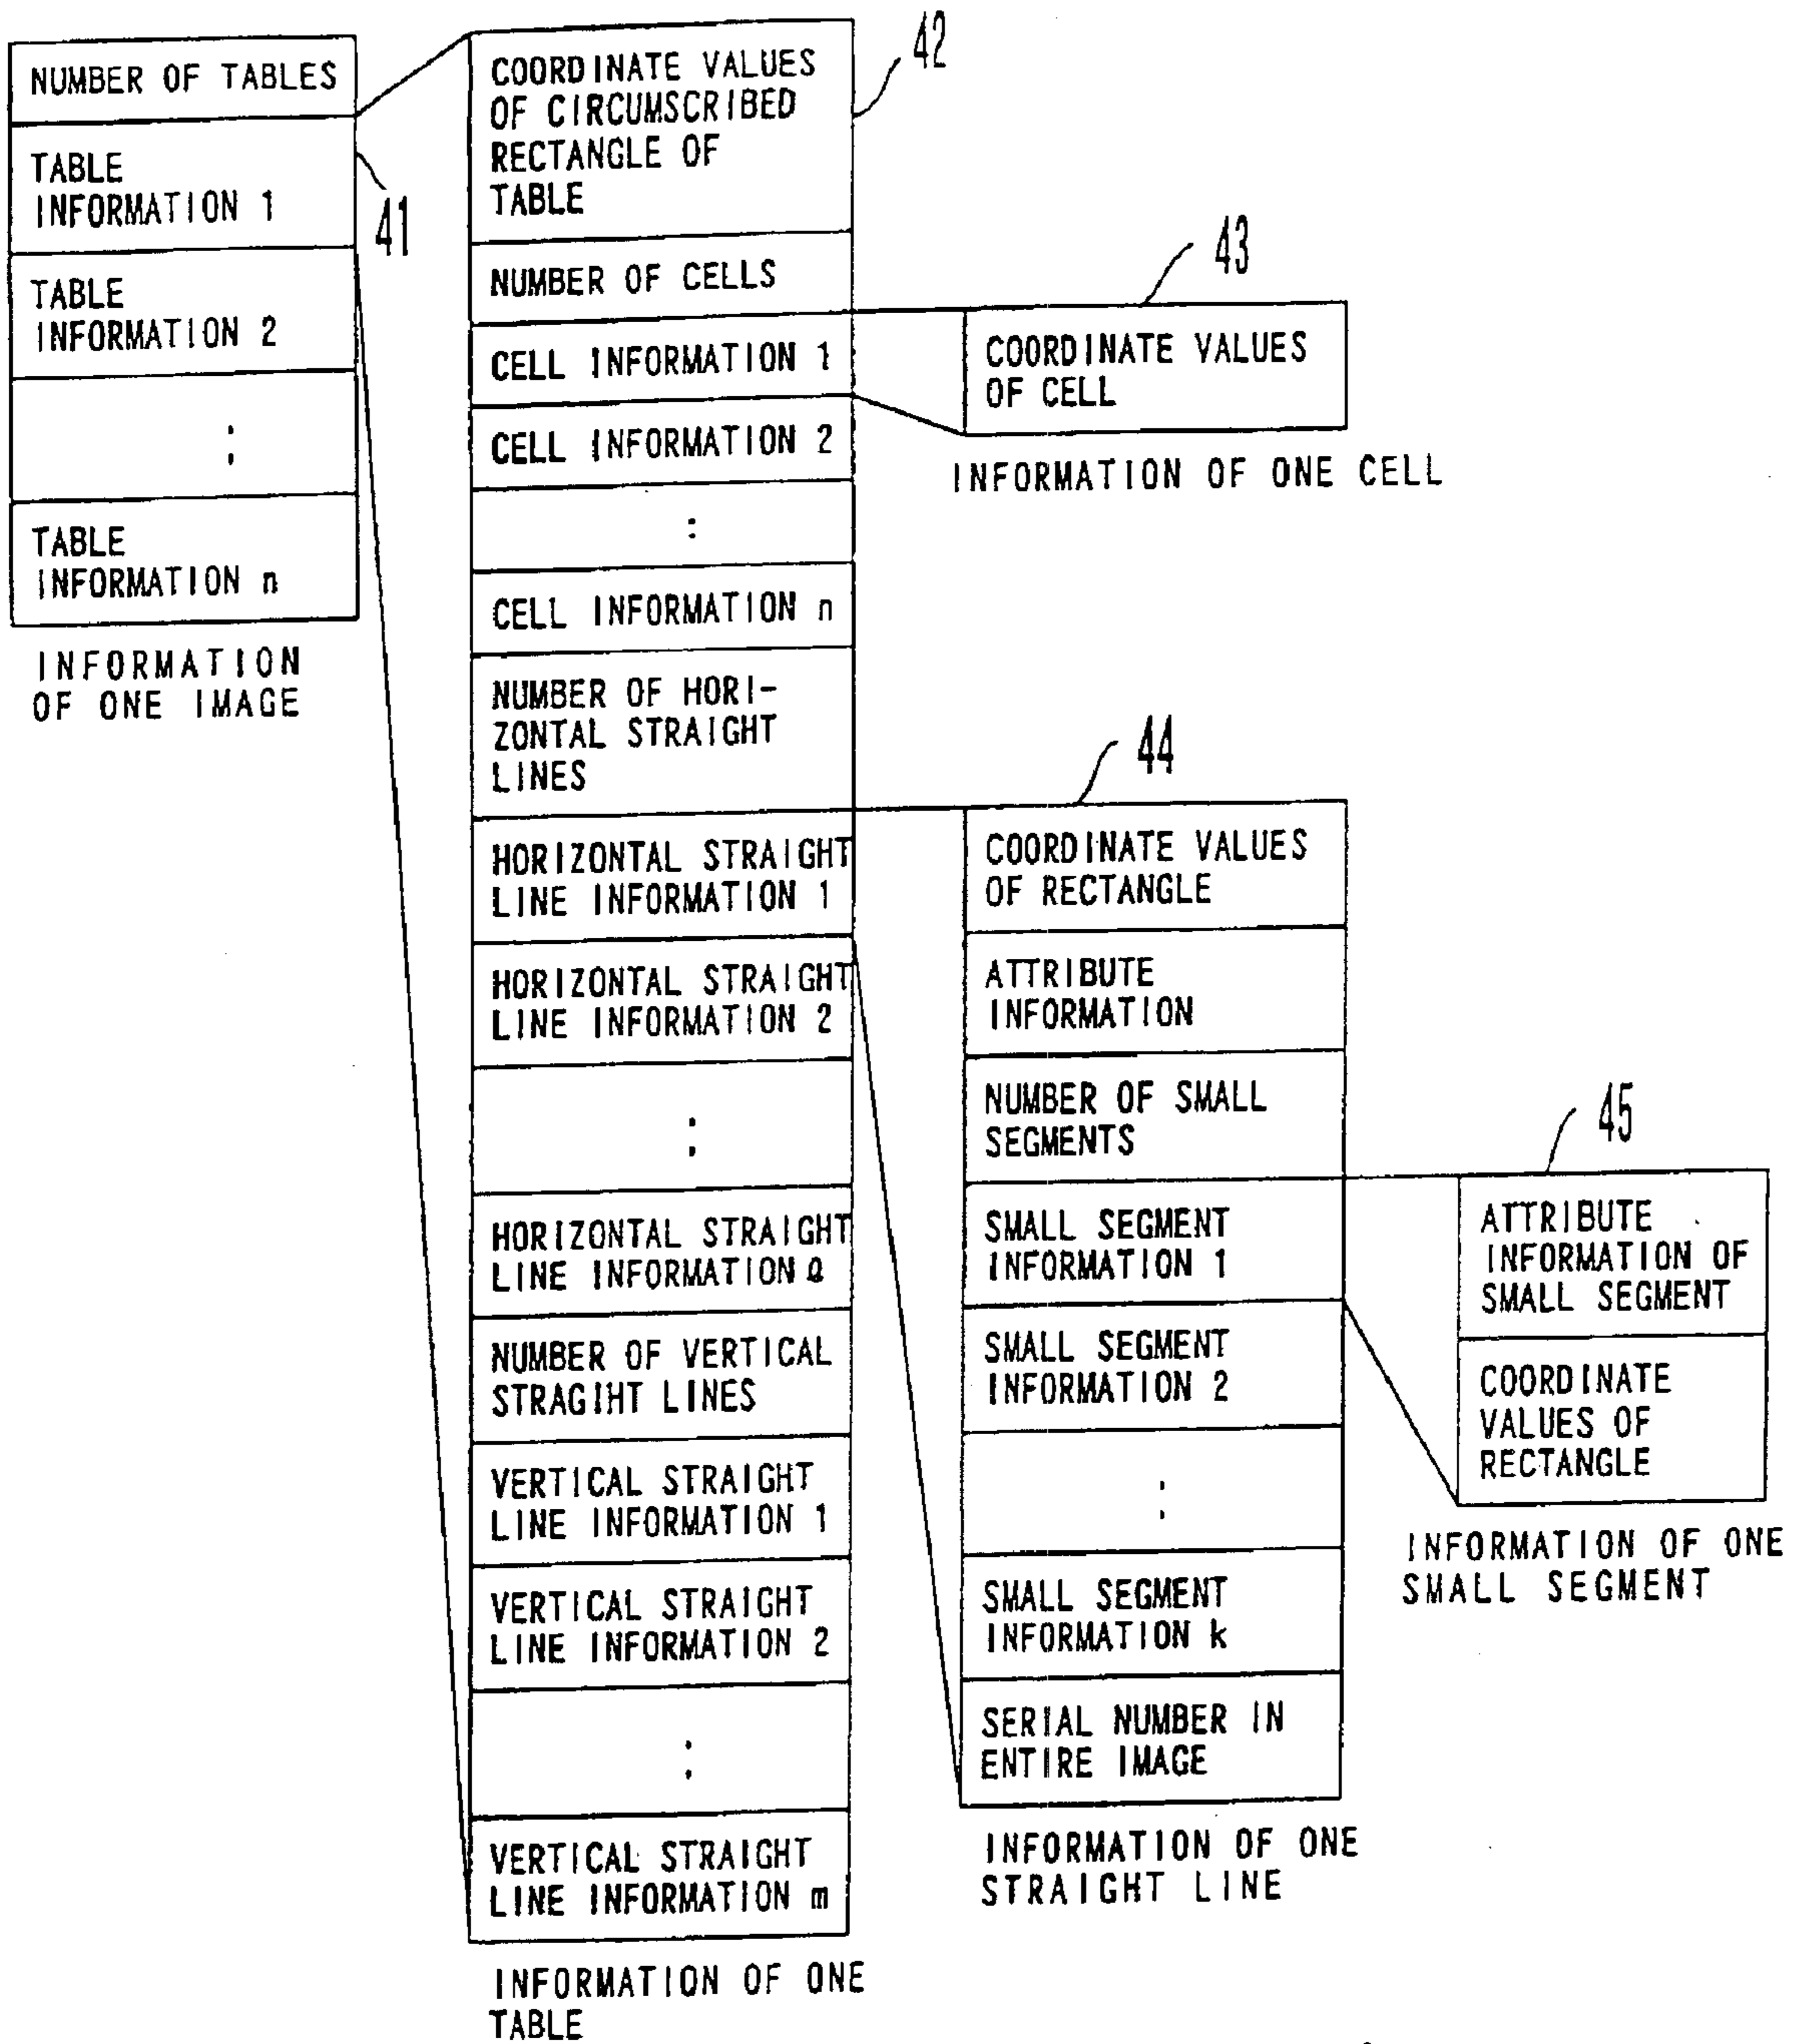 NUMBER OF TABLES
TABLE
INFORMATION 1
TABLE
INFORMATION 2
:
TABLE
INFORMATION n
INFORMATION
OF ONE IMAGE
41
42
COORDINATE VALUES
OF CIRCUMSCRIBED
RECTANGLE OF
TABLE
NUMBER OF CELLS
CELL INFORMATION 1
CELL INFORMATION 2
:
CELL INFORMATION n
NUMBER OF HORI-
ZONTAL STRAIGHT
LINES
HORIZONTAL STRAIGHT
LINE INFORMATION 1
HORIZONTAL STRAIGHT
LINE INFORMATION 2
:
HORIZONTAL STRAIGHT
LINE INFORMATION ℓ
NUMBER OF VERTICAL
STRAGIHT LINES
VERTICAL STRAIGHT
LINE INFORMATION 1
VERTICAL STRAIGHT
LINE INFORMATION 2
:
VERTICAL STRAIGHT
LINE INFORMATION m
INFORMATION OF ONE
TABLE
43
COORDINATE VALUES
OF CELL
INFORMATION OF ONE CELL
44
COORDINATE VALUES
OF RECTANGLE
ATTRIBUTE
INFORMATION
NUMBER OF SMALL
SEGMENTS
SMALL SEGMENT
INFORMATION 1
SMALL SEGMENT
INFORMATION 2
:
SMALL SEGMENT
INFORMATION k
SERIAL NUMBER IN
ENTIRE IMAGE
INFORMATION OF ONE
STRAIGHT LINE
45
ATTRIBUTE
INFORMATION OF
SMALL SEGMENT
COORDINATE
VALUES OF
RECTANGLE
INFORMATION OF ONE
SMALL SEGMENT